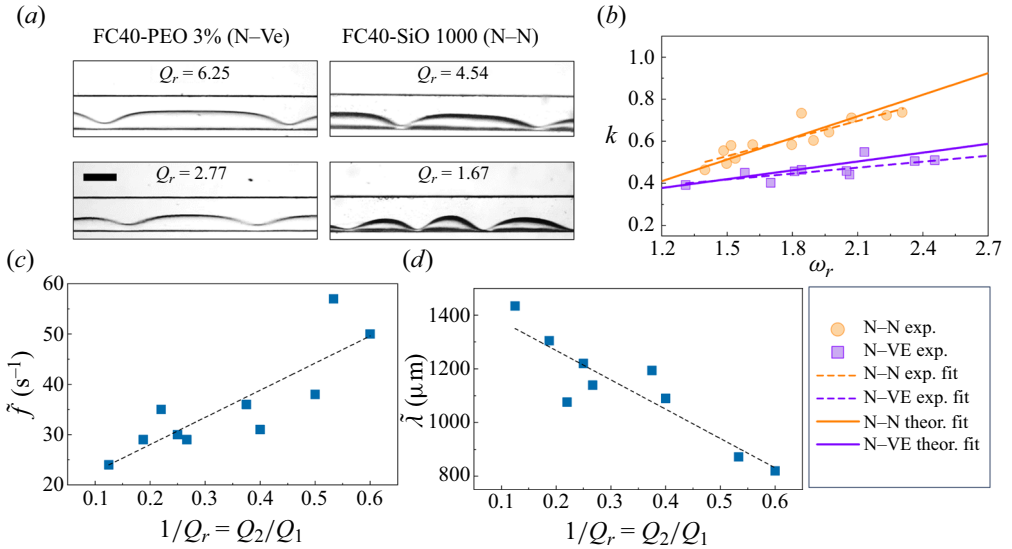 (a)
FC40-PEO 3% (N–Ve)
FC40-SiO 1000 (N–N)
Q_r = 6.25
Q_r = 4.54
Q_r = 2.77
Q_r = 1.67
(b)
1.0
0.8
0.6
0.4
0.2
k
1.2 1.5 1.8 2.1 2.4 2.7
ω_r
(c)
60
50
40
30
20
f̃ (s⁻¹)
0.1 0.2 0.3 0.4 0.5 0.6
1/Q_r = Q_2/Q_1
(d)
1400
1200
1000
800
λ̃ (μm)
0.1 0.2 0.3 0.4 0.5 0.6
1/Q_r = Q_2/Q_1
N–N exp.
N–VE exp.
N–N exp. fit
N–VE exp. fit
N–N theor. fit
N–VE theor. fit